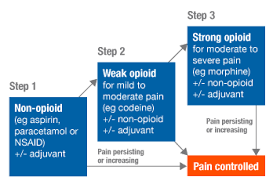 Step 3
Strong opioid
for moderate to
severe pain
(eg morphine)
+/- non-opioid
+/- adjuvant
Step 2
Weak opioid
for mild to
moderate pain
(eg codeine)
+/- non-opioid
+/- adjuvant
Step 1
Non-opioid
(eg aspirin,
paracetamol or
NSAID)
+/- adjuvant
Pain persisting
or increasing
Pain persisting
or increasing
Pain controlled